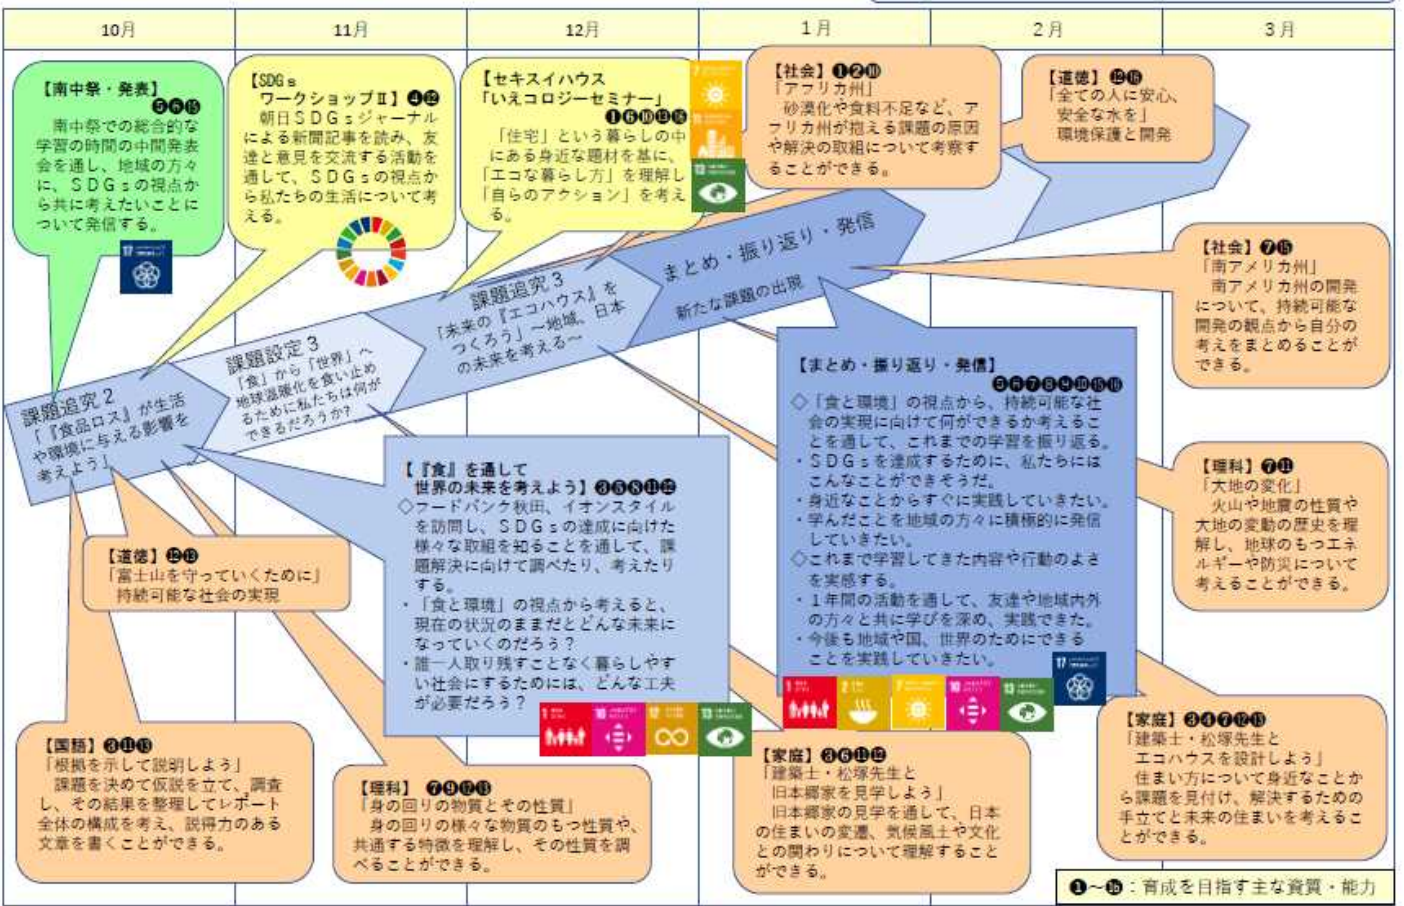 10月
11月
12月
1月
2月
3月
【南中祭・発表】
❺❻⓯
南中祭での総合的な
学習の時間の中間発表
会を通し、地域の方々
に、ＳＤＧｓの視点か
ら共に考えたいことに
ついて発信する。
17
【SDGｓ
ワークショップⅡ】❹⓬
朝日ＳＤＧｓジャーナル
による新聞記事を読み、友
達と意見を交流する活動を
通して、ＳＤＧｓの視点か
ら私たちの生活について考
える。
【セキスイハウス
「いえコロジーセミナー」
❶❻❿⓭⓰
「住宅」という暮らしの中
にある身近な題材を基に、
「エコな暮らし方」を理解し
「自らのアクション」を考え
る。
7
11
13
【社会】❶❷❿
「アフリカ州」
砂漠化や食料不足など、ア
フリカ州が抱える課題の原因
や解決の取組について考察す
ることができる。
【道徳】⓬⓰
「全ての人に安心、
安全な水を」
環境保護と開発
課題追究２
「『食品ロス』が生活
や環境に与える影響を
考えよう」
課題設定３
「食」から「世界」へ
地球温暖化を食い止め
るために私たちは何が
できるだろうか?
課題追究３
「未来の『エコハウス』を
つくろう」～地域、日本
の未来を考える～
まとめ・振り返り・発信
新たな課題の出現
【社会】❼⓯
「南アメリカ州」
南アメリカ州の開発
について、持続可能な
開発の観点から自分の
考えをまとめることが
できる。
【『食』を通して
世界の未来を考えよう】❸❺❽⓫⓬
◇フードバンク秋田、イオンスタイル
を訪問し、ＳＤＧｓの達成に向けた
様々な取組を知ることを通して、課
題解決に向けて調べたり、考えたり
する。
・「食と環境」の視点から考えると、
現在の状況のままだとどんな未来に
なっていくのだろう？
・誰一人取り残すことなく暮らしやす
い社会にするためには、どんな工夫
が必要だろう？
1
10
12
13
【まとめ・振り返り・発信】
❺❻❼❽❾❿⓯⓰
◇「食と環境」の視点から、持続可能な社
会の実現に向けて何ができるか考えるこ
とを通して、これまでの学習を振り返る。
・ＳＤＧｓを達成するために、私たちには
こんなことができそうだ。
・身近なことからすぐに実践していきたい。
・学んだことを地域の方々に積極的に発信
していきたい。
◇これまで学習してきた内容や行動のよさ
を実感する。
・１年間の活動を通して、友達や地域内外
の方々と共に学びを深め、実践できた。
・今後も地域や国、世界のためにできる
ことを実践していきたい。
17
1
2
7
10
13
【理科】❼⓫
「大地の変化」
火山や地震の性質や
大地の変動の歴史を理
解し、地球のもつエネ
ルギーや防災について
考えることができる。
【道徳】⓬⓭
「富士山を守っていくために」
持続可能な社会の実現
【国語】❸⓫⓭
「根拠を示して説明しよう」
課題を決めて仮説を立て、調査
し、その結果を整理してレポート
全体の構成を考え、説得力のある
文章を書くことができる。
【理科】❼❾⓬⓭
「身の回りの物質とその性質」
身の回りの様々な物質のもつ性質や、
共通する特徴を理解し、その性質を調
べることができる。
【家庭】❸❻⓫⓬
「建築士・松塚先生と
旧本郷家を見学しよう」
旧本郷家の見学を通して、日本
の住まいの変遷、気候風土や文化
との関わりについて理解すること
ができる。
【家庭】❸❹❼⓬⓭
「建築士・松塚先生と
エコハウスを設計しよう」
住まい方について身近なことか
ら課題を見付け、解決するための
手立てと未来の住まいを考えるこ
とができる。
❶～⓰：育成を目指す主な資質・能力